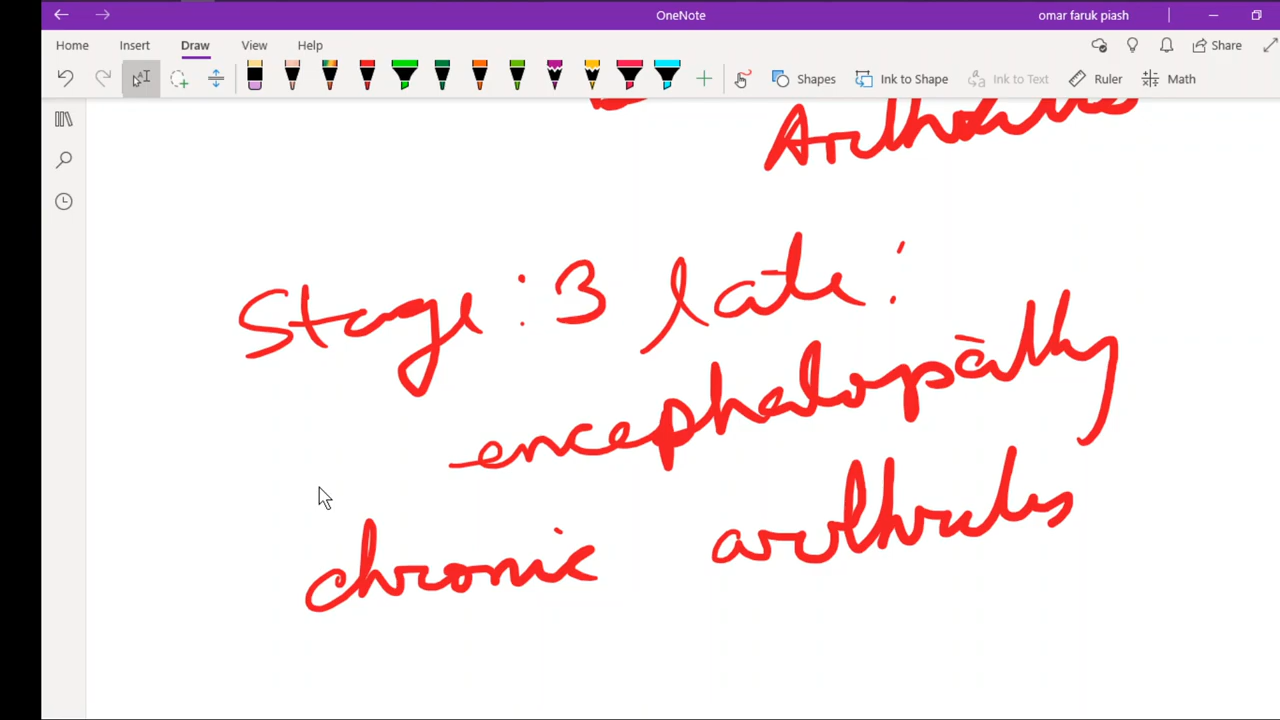 OneNote
omar faruk piash
Home Insert Draw View Help
Share
Shapes Ink to Shape Ink to Text Ruler Math
Arthritis
Stage : 3 late :
encephalopathy
chronic arthritis